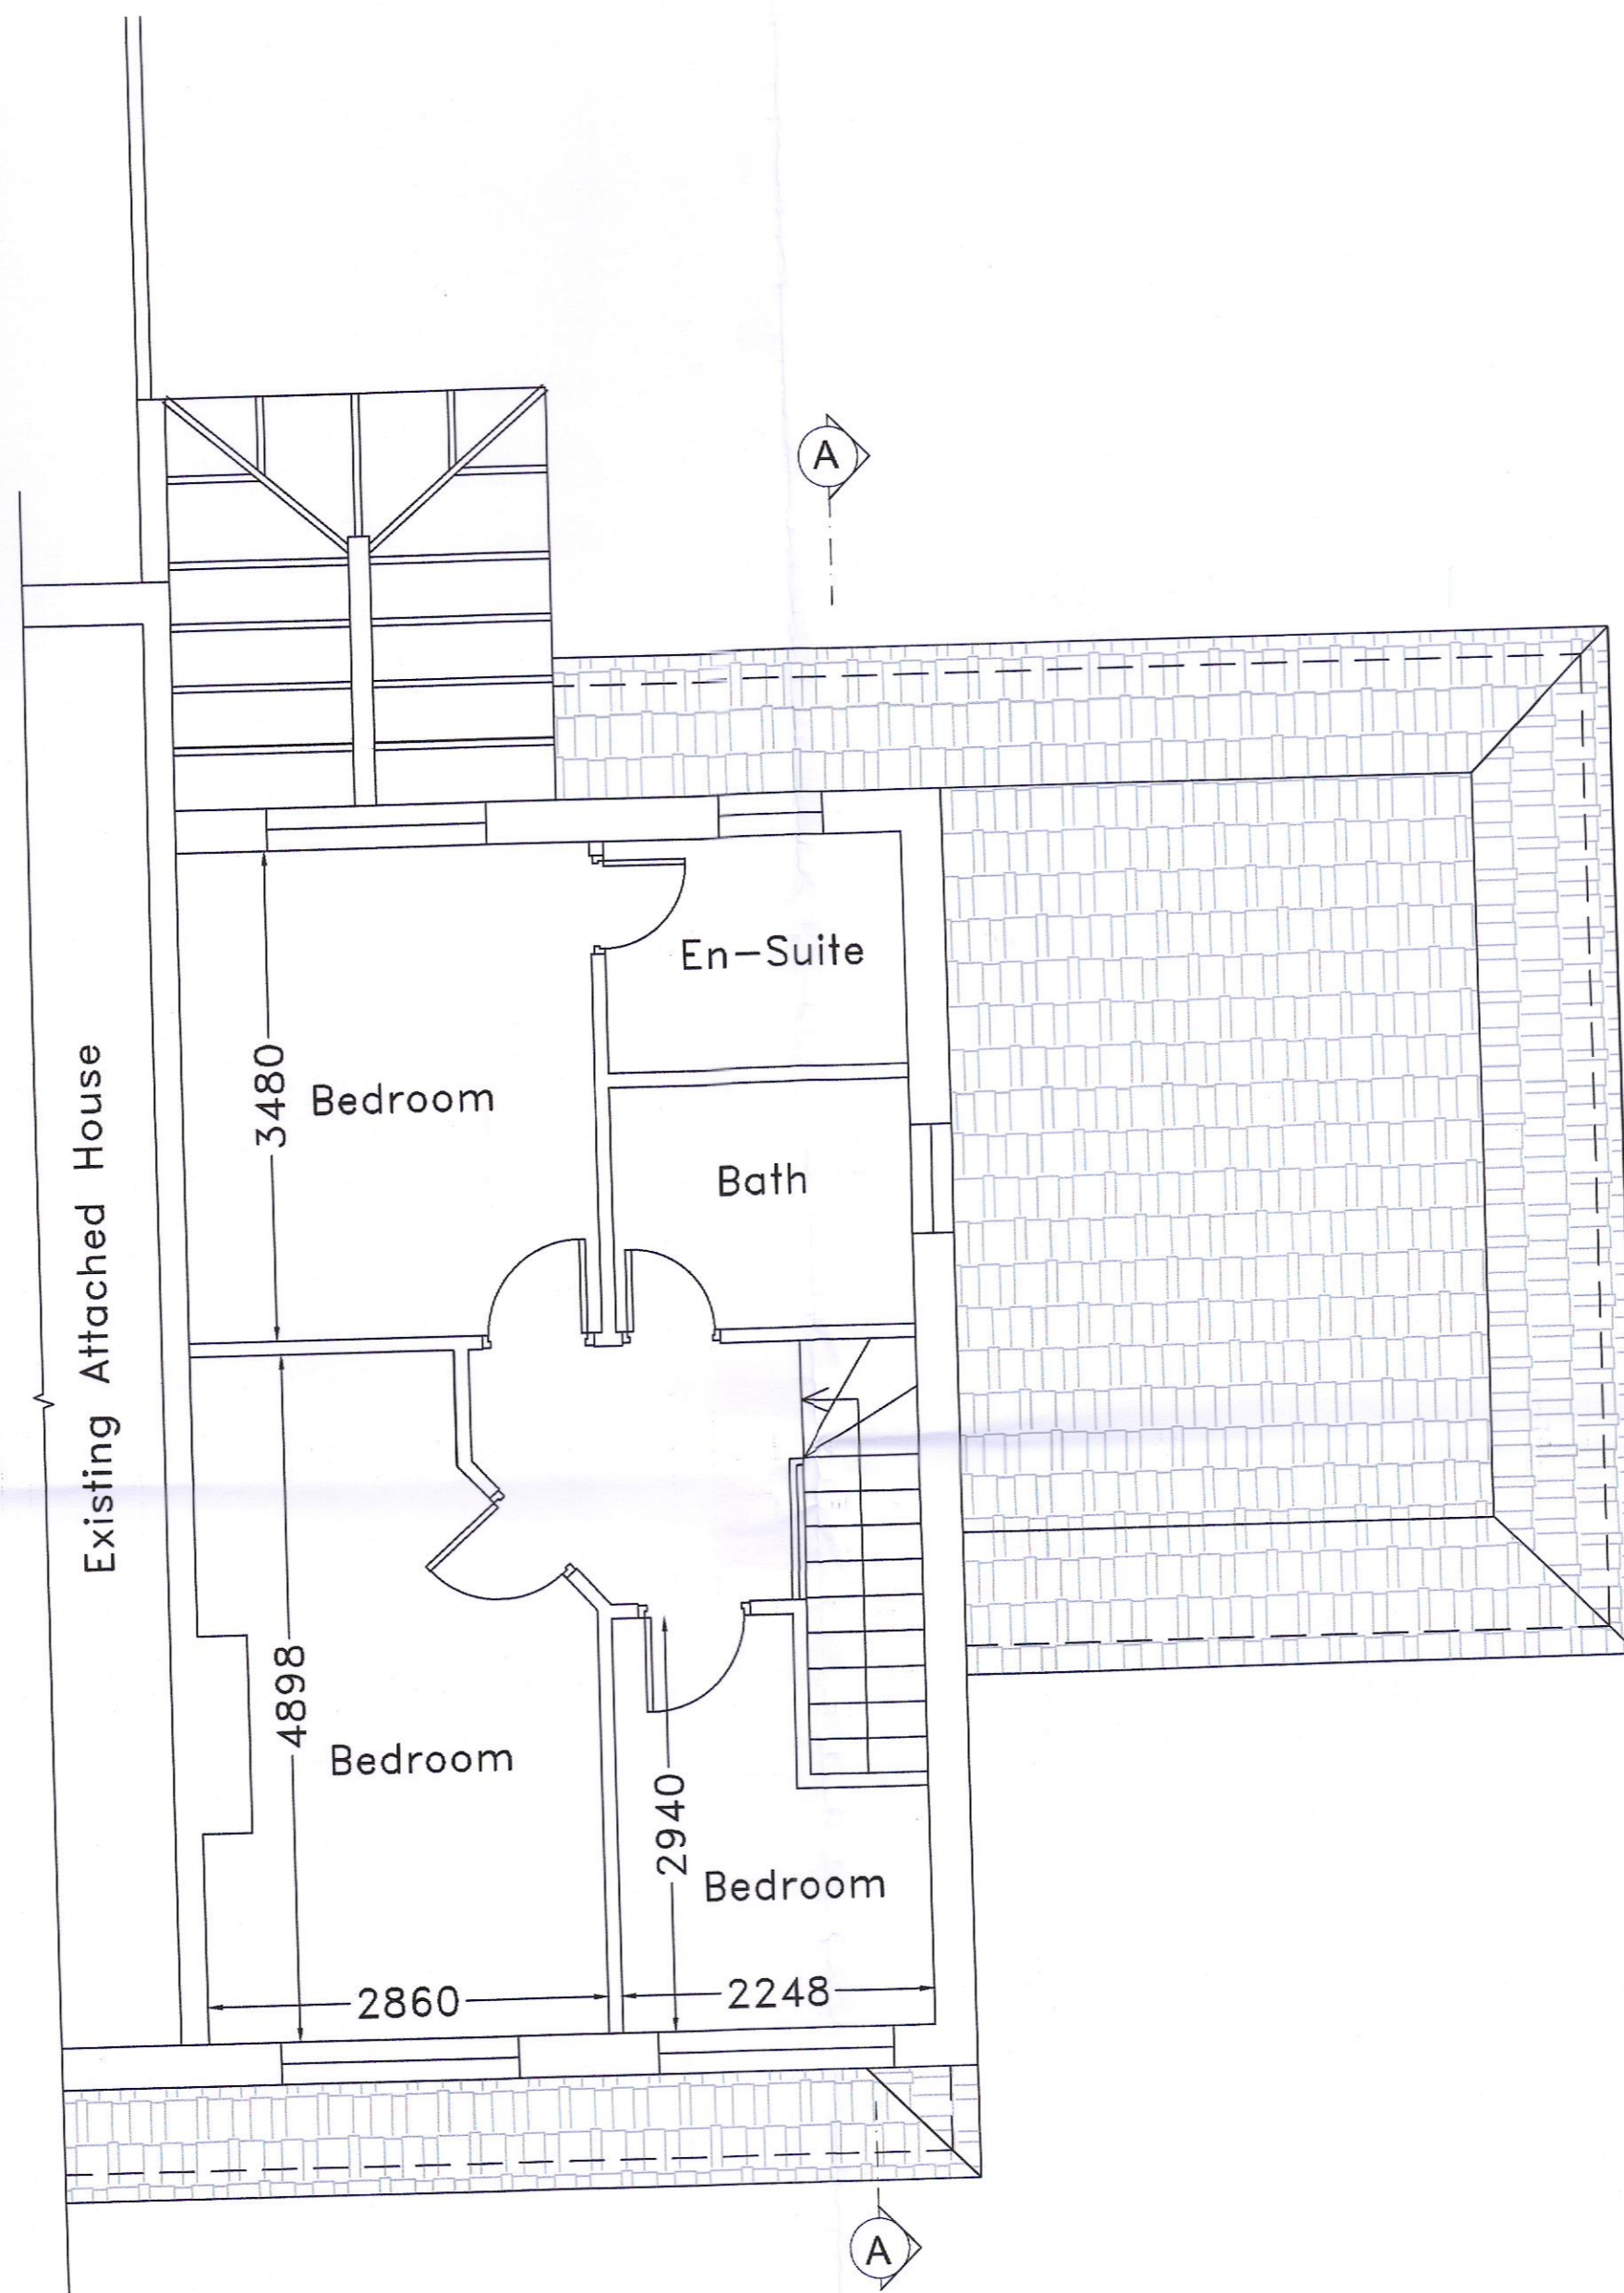 A
En-Suite
3480
Bedroom
Existing Attached House
Bath
4898
Bedroom
2940
Bedroom
2860
2248
A